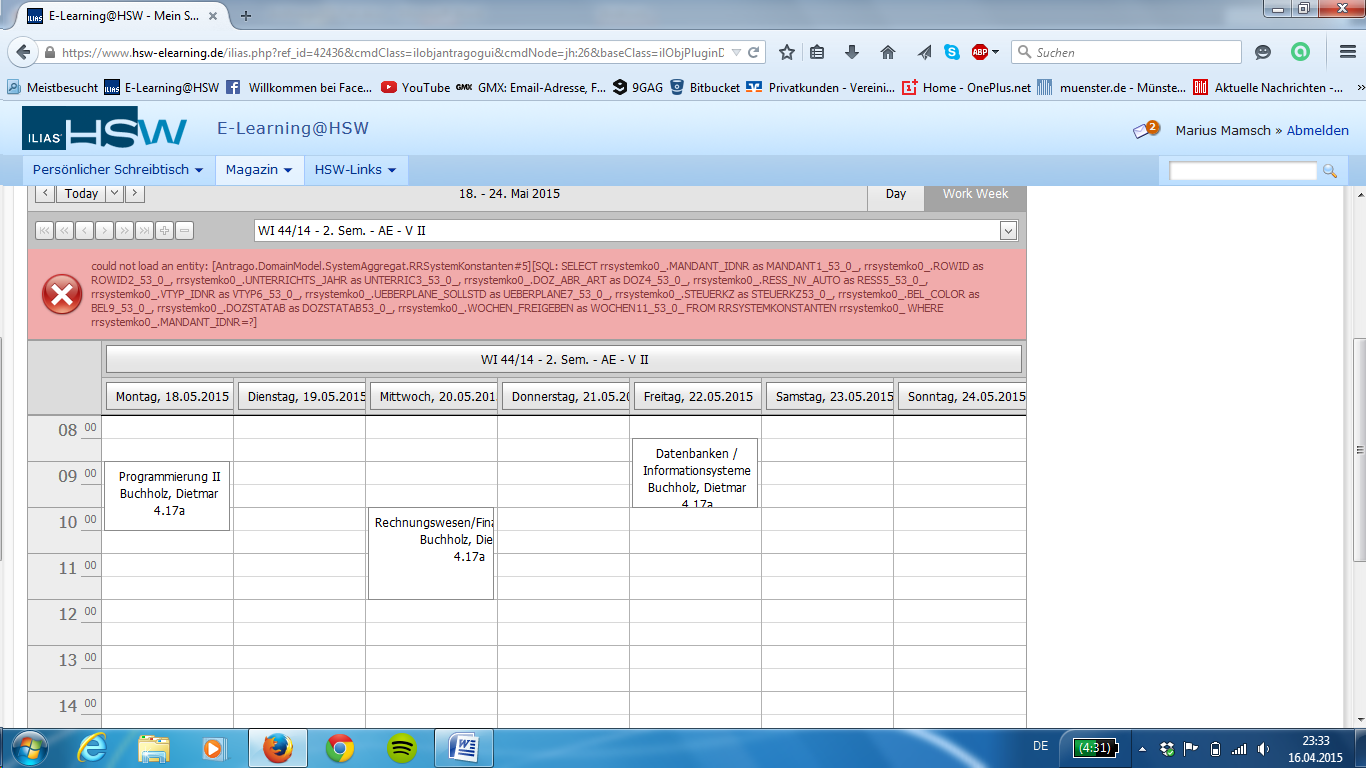 E-Learning@HSW - Mein S...
https://www.hsw-elearning.de/ilias.php?ref_id=42436&cmdClass=ilobjantragogui&cmdNode=jh:26&baseClass=ilObjPluginD
ABP
Suchen
Meistbesucht E-Learning@HSW Willkommen bei Face... YouTube GMX GMX: Email-Adresse, F... 9GAG Bitbucket Privatkunden - Vereini... Home - OnePlus.net muenster.de - Münste... Bild Aktuelle Nachrichten -...
ILIAS HSW E-Learning@HSW 2 Marius Mamsch » Abmelden
Persönlicher Schreibtisch Magazin HSW-Links
Today 18. - 24. Mai 2015 Day Work Week
WI 44/14 - 2. Sem. - AE - V II
could not load an entity: [Antrago.DomainModel.SystemAggregat.RRSystemKonstanten#5][SQL: SELECT rrsystemko0_.MANDANT_IDNR as MANDANT1_53_0_, rrsystemko0_.ROWID as
ROWID2_53_0_, rrsystemko0_.UNTERRICHTS_JAHR as UNTERRIC3_53_0_, rrsystemko0_.DOZ_ABR_ART as DOZ4_53_0_, rrsystemko0_.RESS_NV_AUTO as RESS5_53_0_,
rrsystemko0_.VTYP_IDNR as VTYP6_53_0_, rrsystemko0_.UEBERPLANE_SOLLSTD as UEBERPLANE7_53_0_, rrsystemko0_.STEUERKZ as STEUERKZ53_0_, rrsystemko0_.BEL_COLOR as
BEL9_53_0_, rrsystemko0_.DOZSTATAB as DOZSTATAB53_0_, rrsystemko0_.WOCHEN_FREIGEBEN as WOCHEN11_53_0_ FROM RRSYSTEMKONSTANTEN rrsystemko0_ WHERE
rrsystemko0_.MANDANT_IDNR=?]
WI 44/14 - 2. Sem. - AE - V II
Montag, 18.05.2015 Dienstag, 19.05.2015 Mittwoch, 20.05.201 Donnerstag, 21.05.20 Freitag, 22.05.2015 Samstag, 23.05.2015 Sonntag, 24.05.2015
08 00
Datenbanken /
Informationsysteme
Buchholz, Dietmar
4.17a
09 00
Programmierung II
Buchholz, Dietmar
4.17a
10 00
Rechnungswesen/Fina
Buchholz, Die
4.17a
11 00
12 00
13 00
14 00
DE (4:31) 23:33
16.04.2015